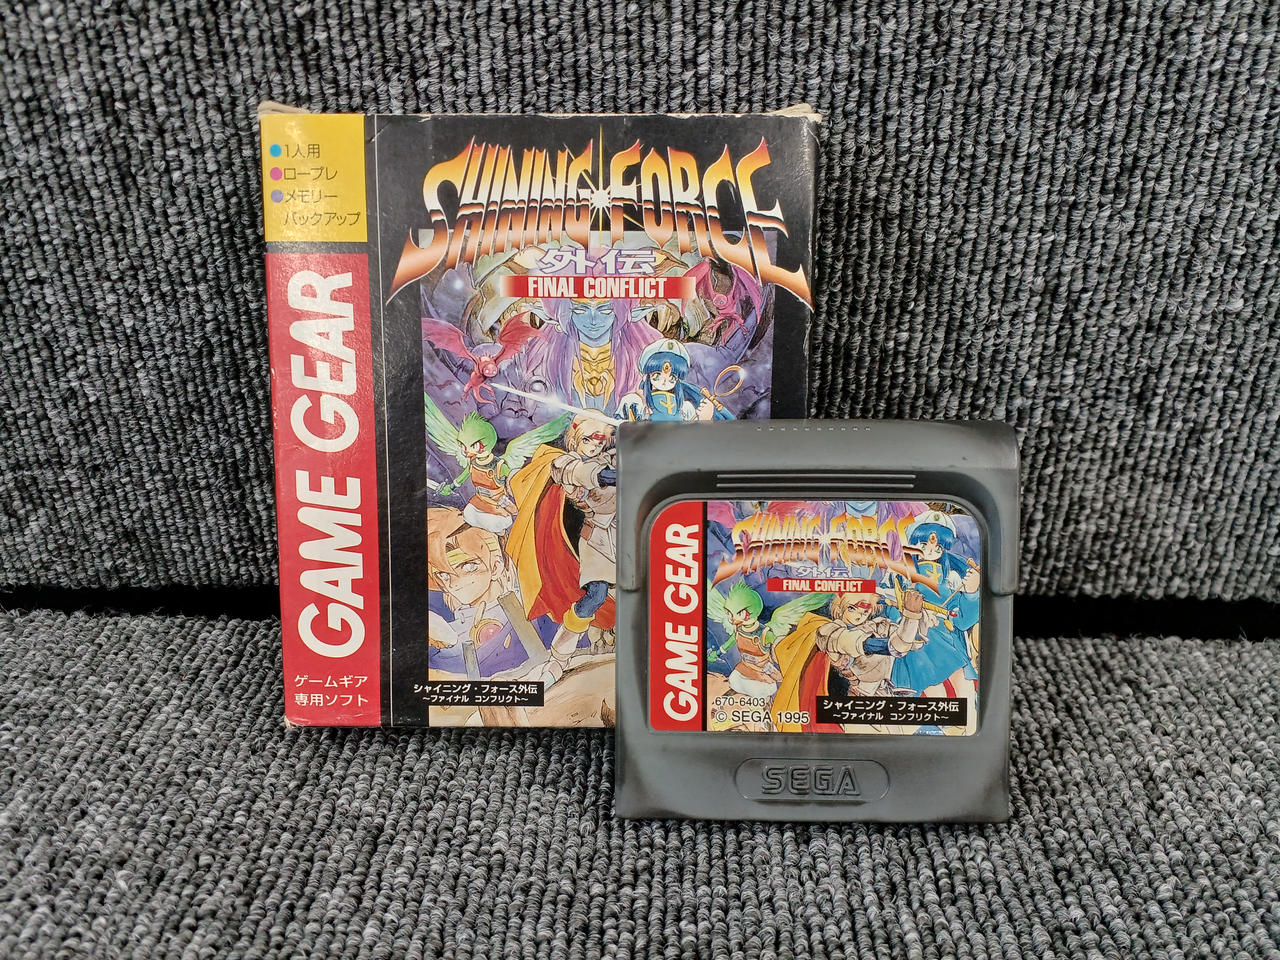 ●1人用
●ロープレ
●メモリー
バックアップ
GAME GEAR
ゲームギア
専用ソフト
SHINING FORCE
外伝
FINAL CONFLICT
シャイニング・フォース外伝
〜ファイナル コンフリクト〜
GAME GEAR
SHINING FORCE
外伝
FINAL CONFLICT
670-6403
© SEGA 1995
シャイニング・フォース外伝
〜ファイナル コンフリクト〜
SEGA